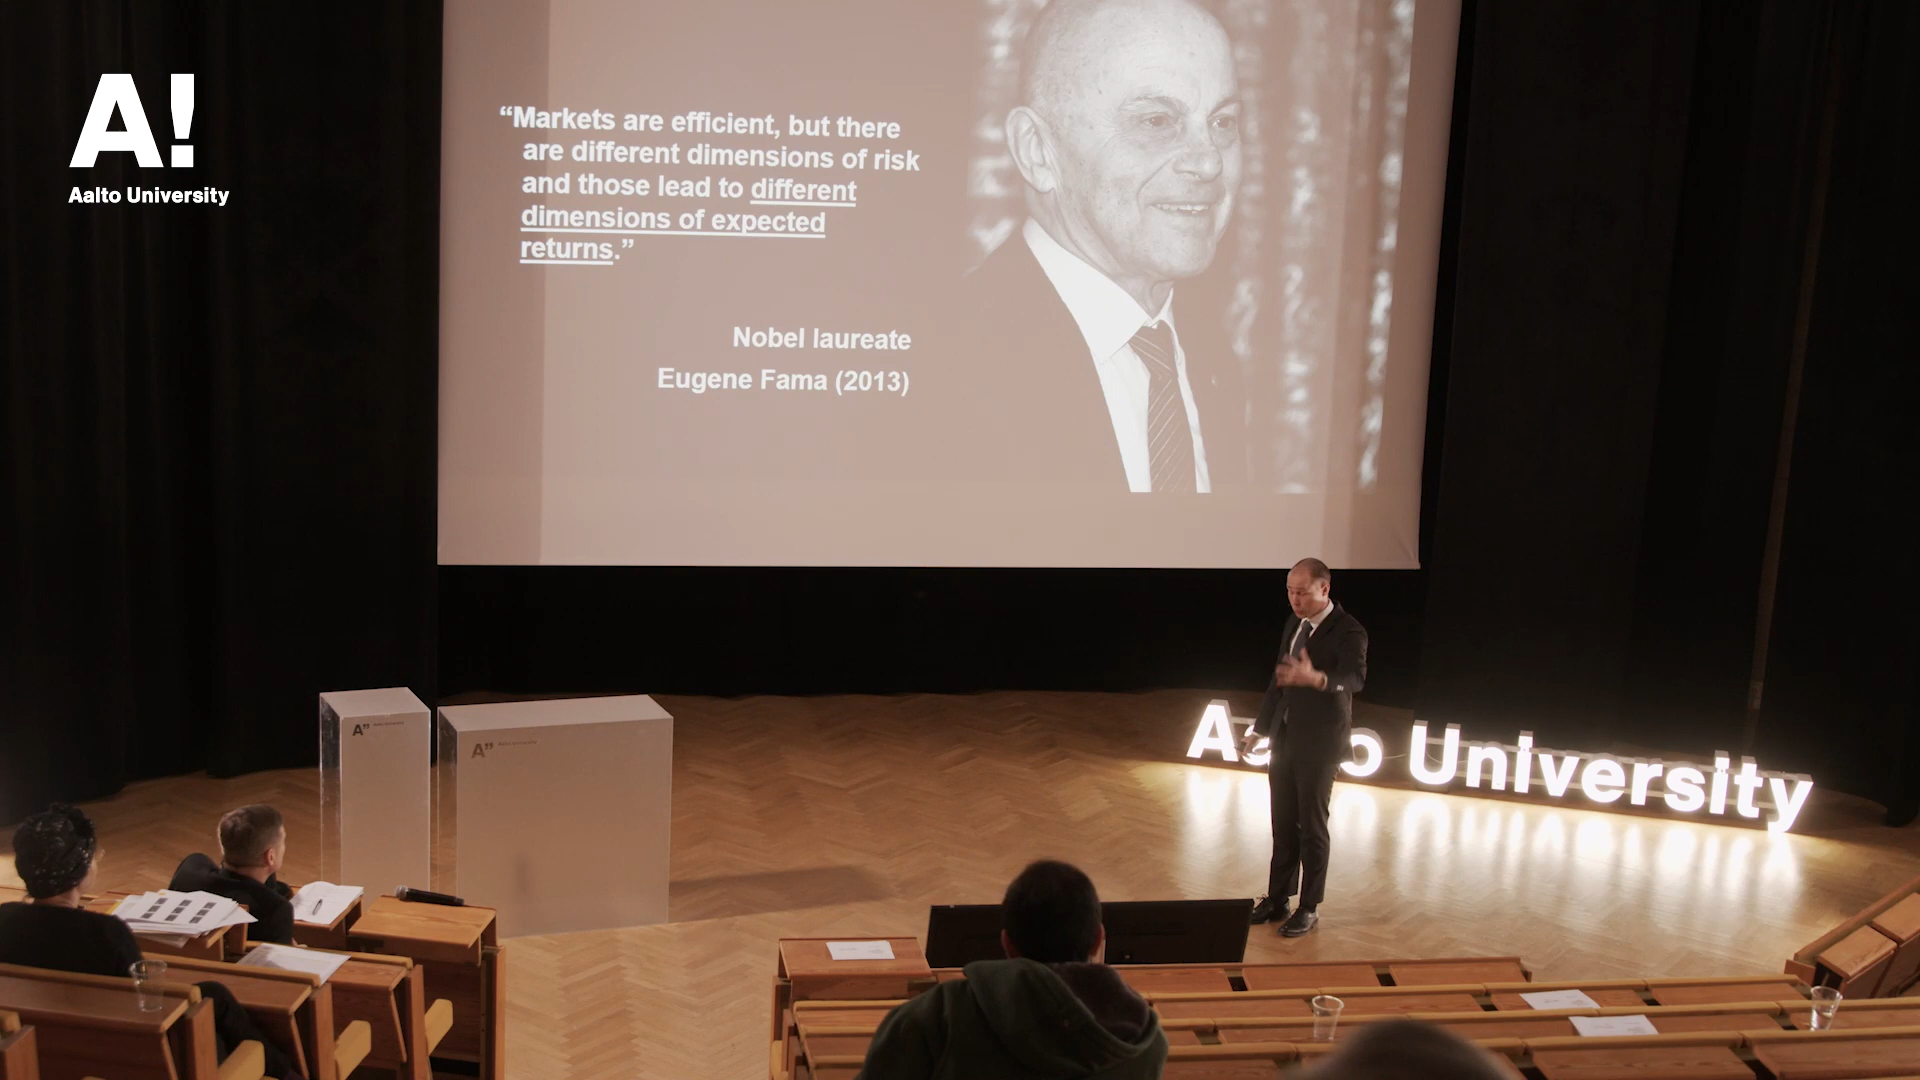 A!
Aalto University
“Markets are efficient, but there
are different dimensions of risk
and those lead to different
dimensions of expected
returns.”
Nobel laureate
Eugene Fama (2013)
A”
A”
Aalto University